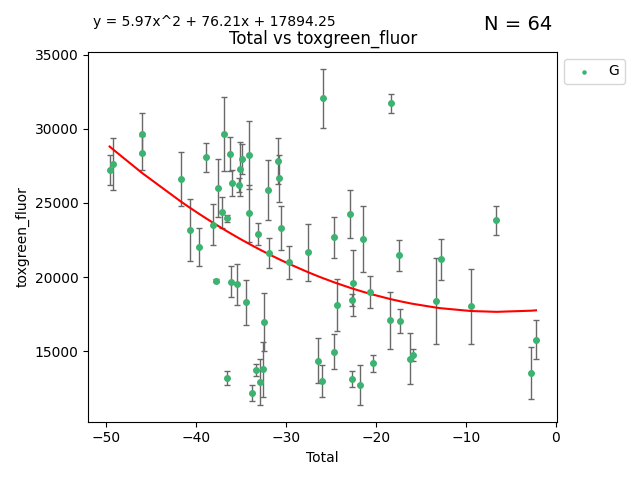 y = 5.97x^2 + 76.21x + 17894.25
N = 64
Total vs toxgreen_fluor
G
35000
30000
25000
20000
15000
toxgreen_fluor
−50 −40 −30 −20 −10 0
Total